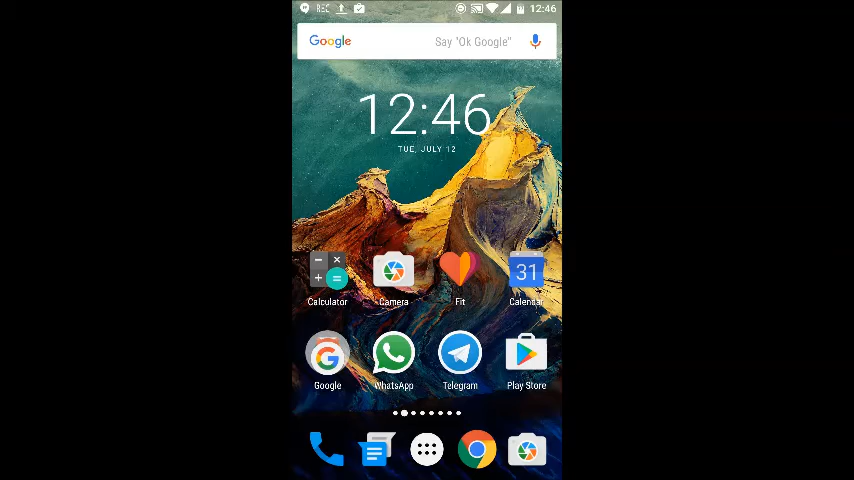 REC 12:46
Google Say "Ok Google"
12:46
TUE, JULY 12
Calculator Camera Fit 31 Calendar
Google WhatsApp Telegram Play Store